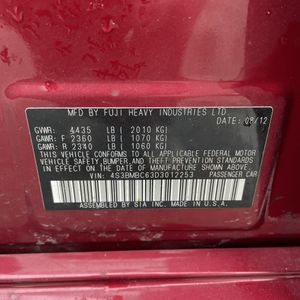 MFD BY FUJI HEAVY INDUSTRIES LTD.
DATE: 08/12
GVWR: 4435 LB ( 2010 KG)
GAWR: F 2360 LB ( 1070 KG)
GAWR: R 2340 LB ( 1060 KG)
THIS VEHICLE CONFORMS TO ALL APPLICABLE FEDERAL MOTOR
VEHICLE SAFETY, BUMPER, AND THEFT PREVENTION STANDARDS
IN EFFECT ON THE DATE OF MANUFACTURE SHOWN ABOVE.
VIN: 4S3BMBC63D3012253 PASSENGER CAR
ASSEMBLED BY SIA INC. MADE IN U.S.A.